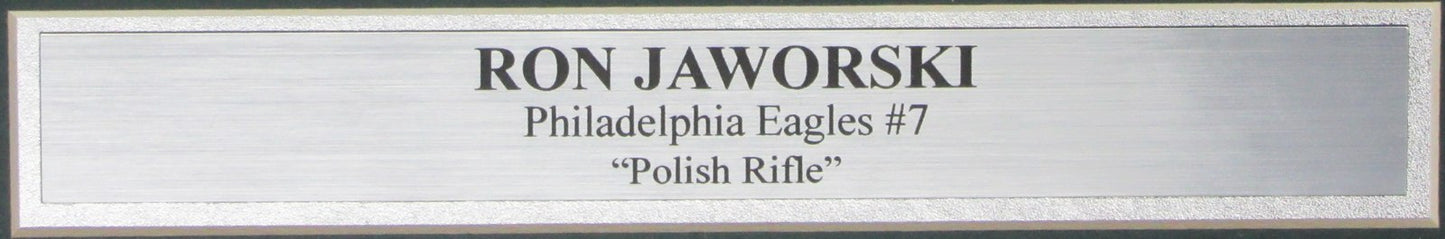 RON JAWORSKI
Philadelphia Eagles #7
“Polish Rifle”